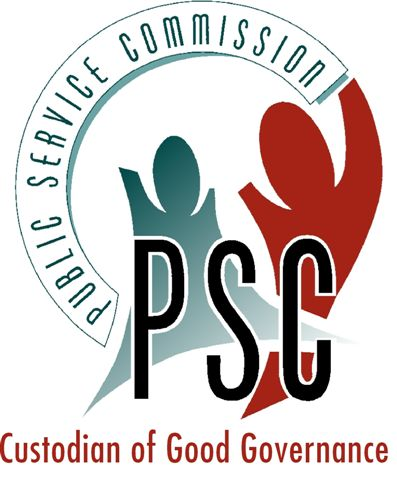 PUBLIC SERVICE COMMISSION
PSC
Custodian of Good Governance